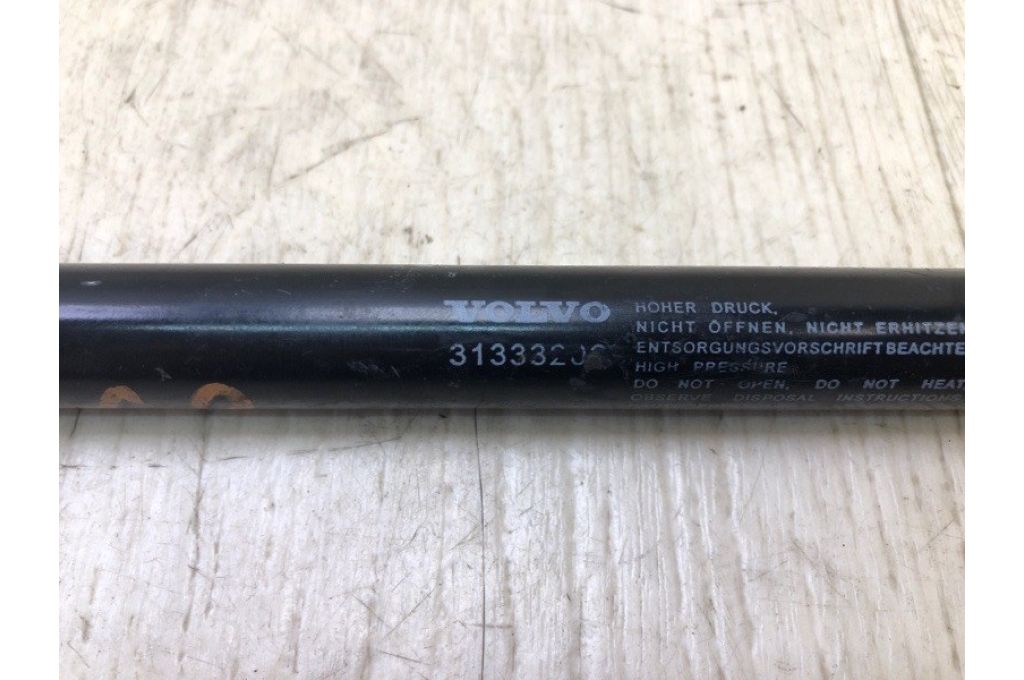 VOLVO
HOHER DRUCK,
NICHT ÖFFNEN, NICHT ERHITZEN
ENTSORGUNGSVORSCHRIFT BEACHTE
HIGH PRESSURE
DO NOT OPEN, DO NOT HEAT,
OBSERVE DISPOSAL INSTRUCTIONS